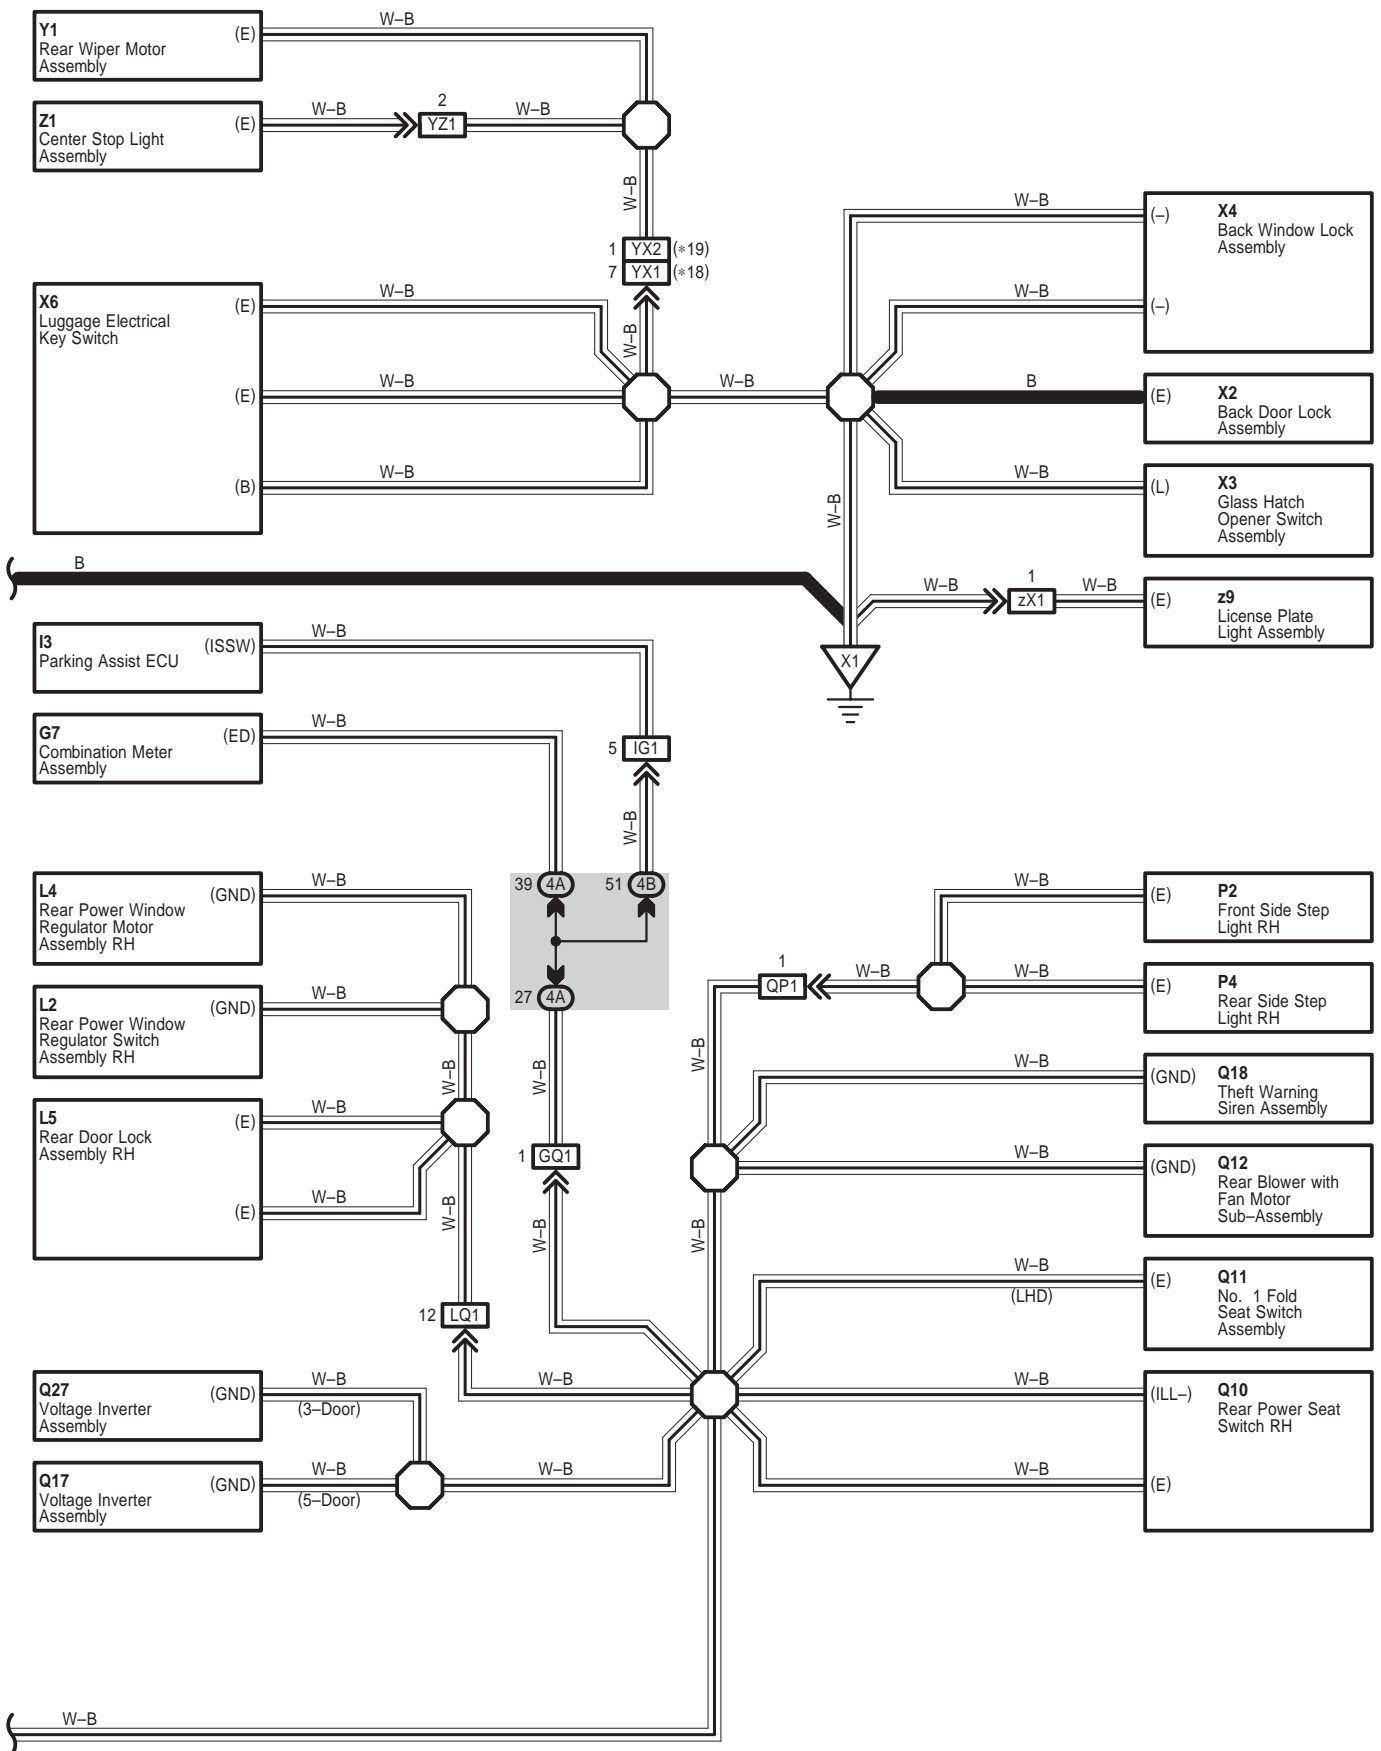 W–B
Y1 (E)
Rear Wiper Motor
Assembly
2
W–B W–B
Z1 (E) YZ1
Center Stop Light
Assembly
W–B
W–B
X4 (–)
Back Window Lock
Assembly
1 YX2 (*19)
7 YX1 (*18)
W–B W–B
X6 (E) (–)
Luggage Electrical
Key Switch
W–B
W–B W–B B
(E) (E) X2
Back Door Lock
Assembly
W–B W–B
(B) (L) X3
Glass Hatch
Opener Switch
Assembly
W–B
B
W–B 1 W–B
zX1 (E) z9
License Plate
Light Assembly
W–B
I3 (ISSW)
Parking Assist ECU
X1
W–B
G7 (ED)
Combination Meter
Assembly
5 IG1
W–B
W–B W–B
39 4A 51 4B
L4 (GND)
Rear Power Window
Regulator Motor
Assembly RH
(E) P2
Front Side Step
Light RH
1
W–B W–B
QP1 (E) P4
Rear Side Step
Light RH
W–B
L2 (GND)
Rear Power Window
Regulator Switch
Assembly RH
27 4A
W–B
W–B
W–B
W–B
(GND) Q18
Theft Warning
Siren Assembly
W–B
L5 (E)
Rear Door Lock
Assembly RH
W–B
(E)
1 GQ1
W–B
(GND) Q12
Rear Blower with
Fan Motor
Sub–Assembly
W–B
W–B
W–B
W–B
(LHD)
(E) Q11
No. 1 Fold
Seat Switch
Assembly
12 LQ1
W–B W–B W–B
Q27 (GND)
Voltage Inverter
Assembly
(3–Door)
(ILL–) Q10
Rear Power Seat
Switch RH
W–B W–B W–B
Q17 (GND)
Voltage Inverter
Assembly
(5–Door)
(E)
W–B